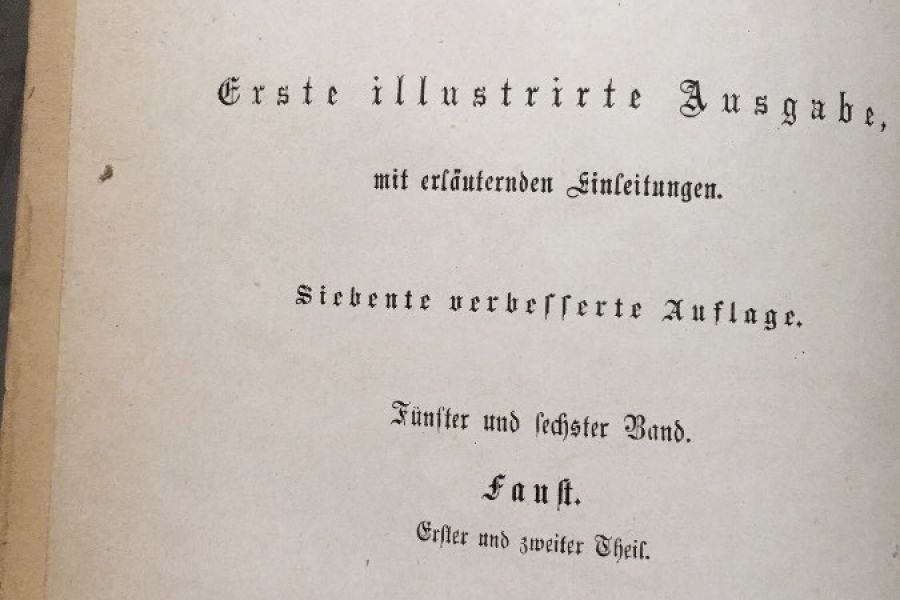 Erste illustrirte Ausgabe,
mit erläuternden Einleitungen.
Siebente verbesserte Auflage.
Fünfter und sechster Band.
Faust.
Erster und zweiter Theil.